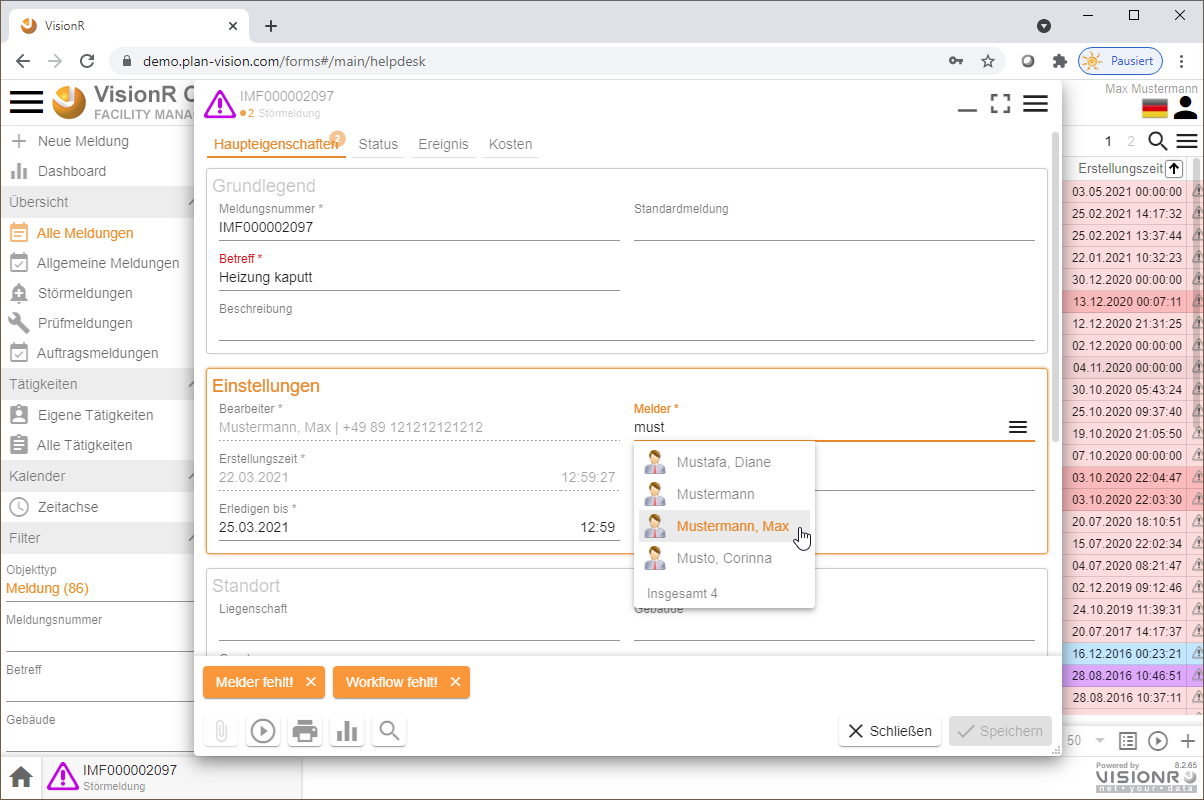 VisionR
demo.plan-vision.com/forms#/main/helpdesk
Pausiert
VisionR
FACILITY MANA
Max Mustermann
Neue Meldung
Dashboard
Übersicht
Alle Meldungen
Allgemeine Meldungen
Störmeldungen
Prüfmeldungen
Auftragsmeldungen
Tätigkeiten
Eigene Tätigkeiten
Alle Tätigkeiten
Kalender
Zeitachse
Filter
Objekttyp
Meldung (86)
Meldungsnummer
Betreff
Gebäude
IMF000002097
2 Störmeldung
Haupteigenschaften 2
Status
Ereignis
Kosten
Grundlegend
Meldungsnummer *
IMF000002097
Standardmeldung
Betreff *
Heizung kaputt
Beschreibung
Einstellungen
Bearbeiter *
Mustermann, Max | +49 89 121212121212
Melder *
must
Mustafa, Diane
Mustermann
Mustermann, Max
Musto, Corinna
Insgesamt 4
Erstellungszeit *
22.03.2021 12:59:27
Erledigen bis *
25.03.2021 12:59
Standort
Liegenschaft
Gebäude
Melder fehlt!
Workflow fehlt!
Schließen
Speichern
1 2
Erstellungszeit
03.05.2021 00:00:00
25.02.2021 14:17:32
25.02.2021 13:37:44
22.01.2021 10:32:23
30.12.2020 00:00:00
13.12.2020 00:07:11
12.12.2020 21:31:25
02.12.2020 00:00:00
04.11.2020 00:00:00
30.10.2020 05:43:24
25.10.2020 09:37:40
19.10.2020 21:05:50
07.10.2020 00:00:00
03.10.2020 22:04:47
03.10.2020 22:03:30
20.07.2020 18:10:51
15.07.2020 22:02:34
04.07.2020 08:21:47
02.12.2019 09:12:46
24.10.2019 11:39:31
20.07.2017 14:17:37
16.12.2016 00:23:21
28.08.2016 10:46:51
28.08.2016 10:37:11
50
IMF000002097
Störmeldung
Powered by 8.2.65
VISIONR
net • your • data